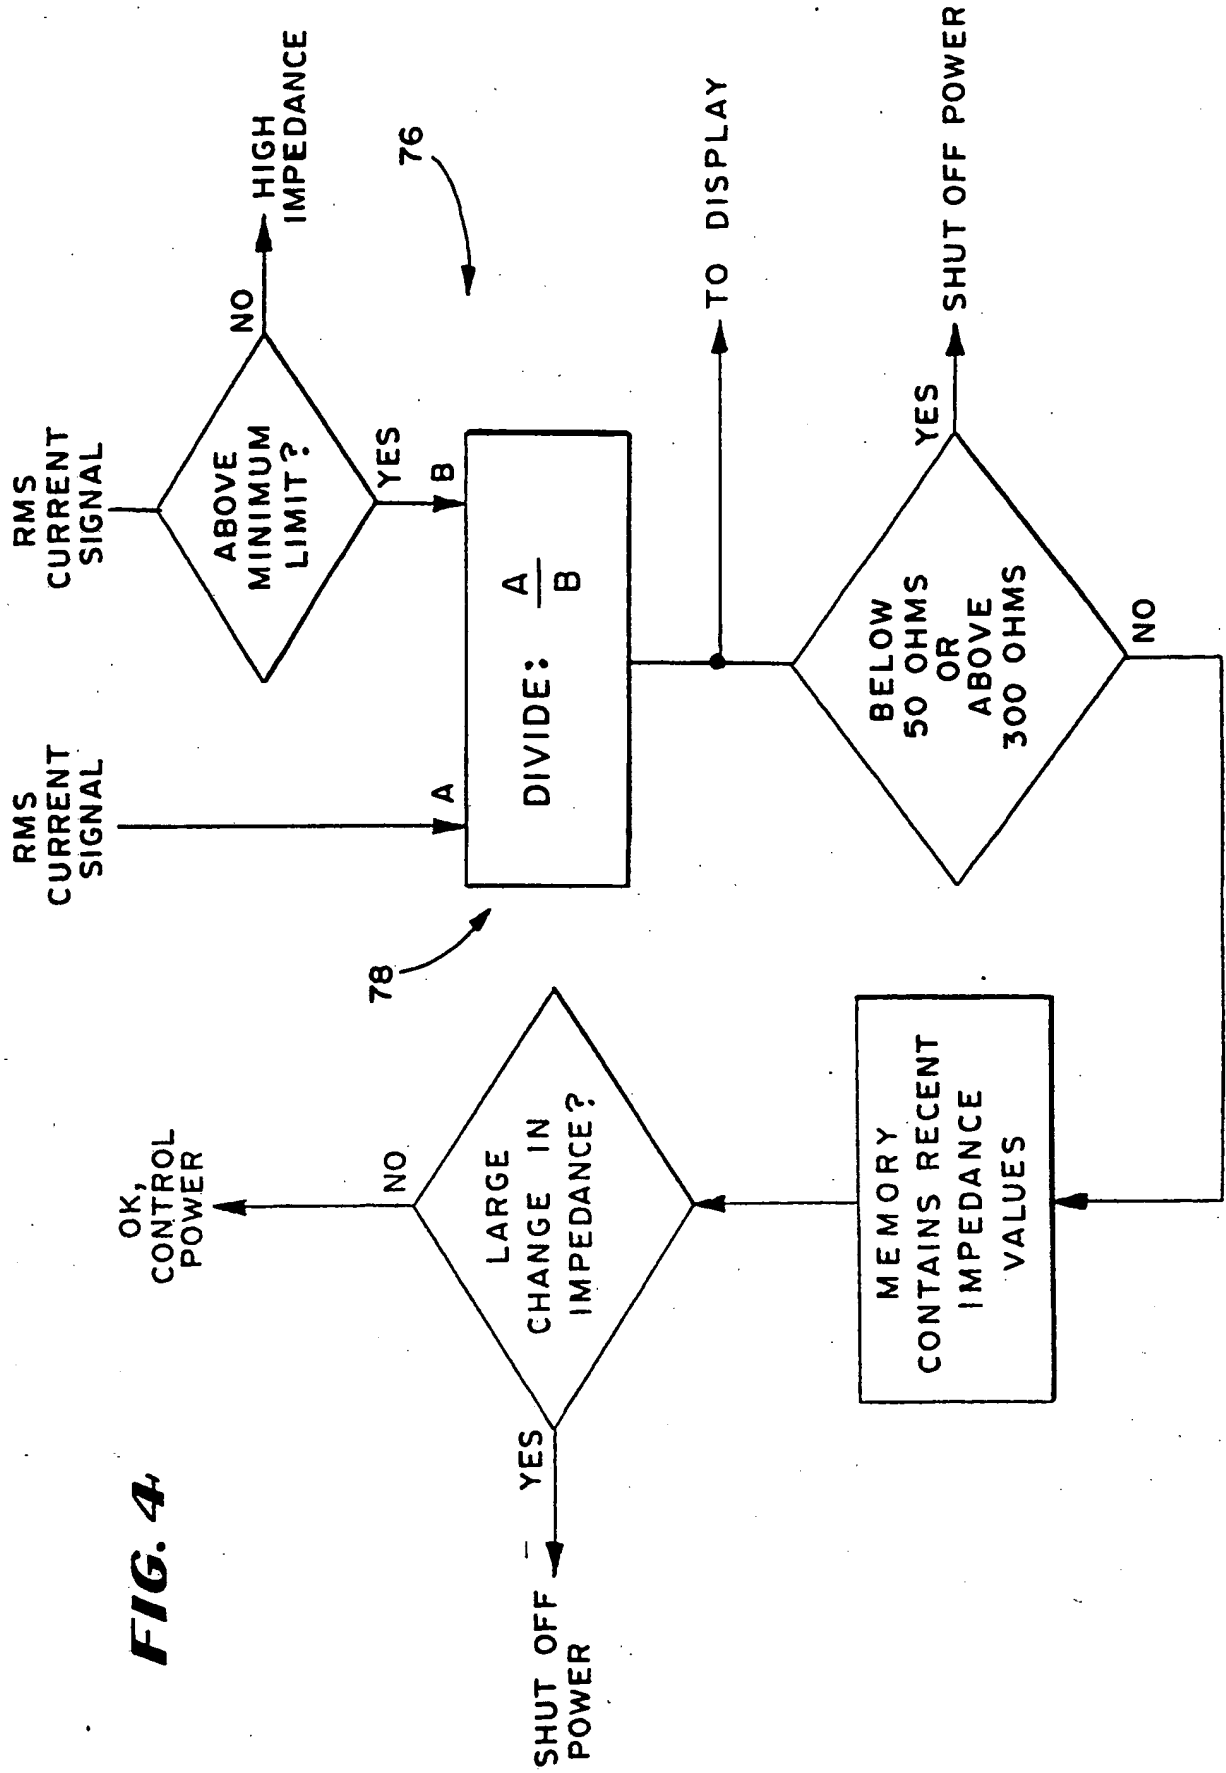 FIG. 4
RMS
CURRENT
SIGNAL
RMS
CURRENT
SIGNAL
ABOVE
MINIMUM
LIMIT?
NO
HIGH
IMPEDANCE
YES
A
B
76
78
DIVIDE: A
B
TO DISPLAY
BELOW
50 OHMS
OR
ABOVE
300 OHMS
YES
SHUT OFF POWER
NO
MEMORY
CONTAINS RECENT
IMPEDANCE
VALUES
LARGE
CHANGE IN
IMPEDANCE?
NO
OK,
CONTROL
POWER
YES
SHUT OFF
POWER